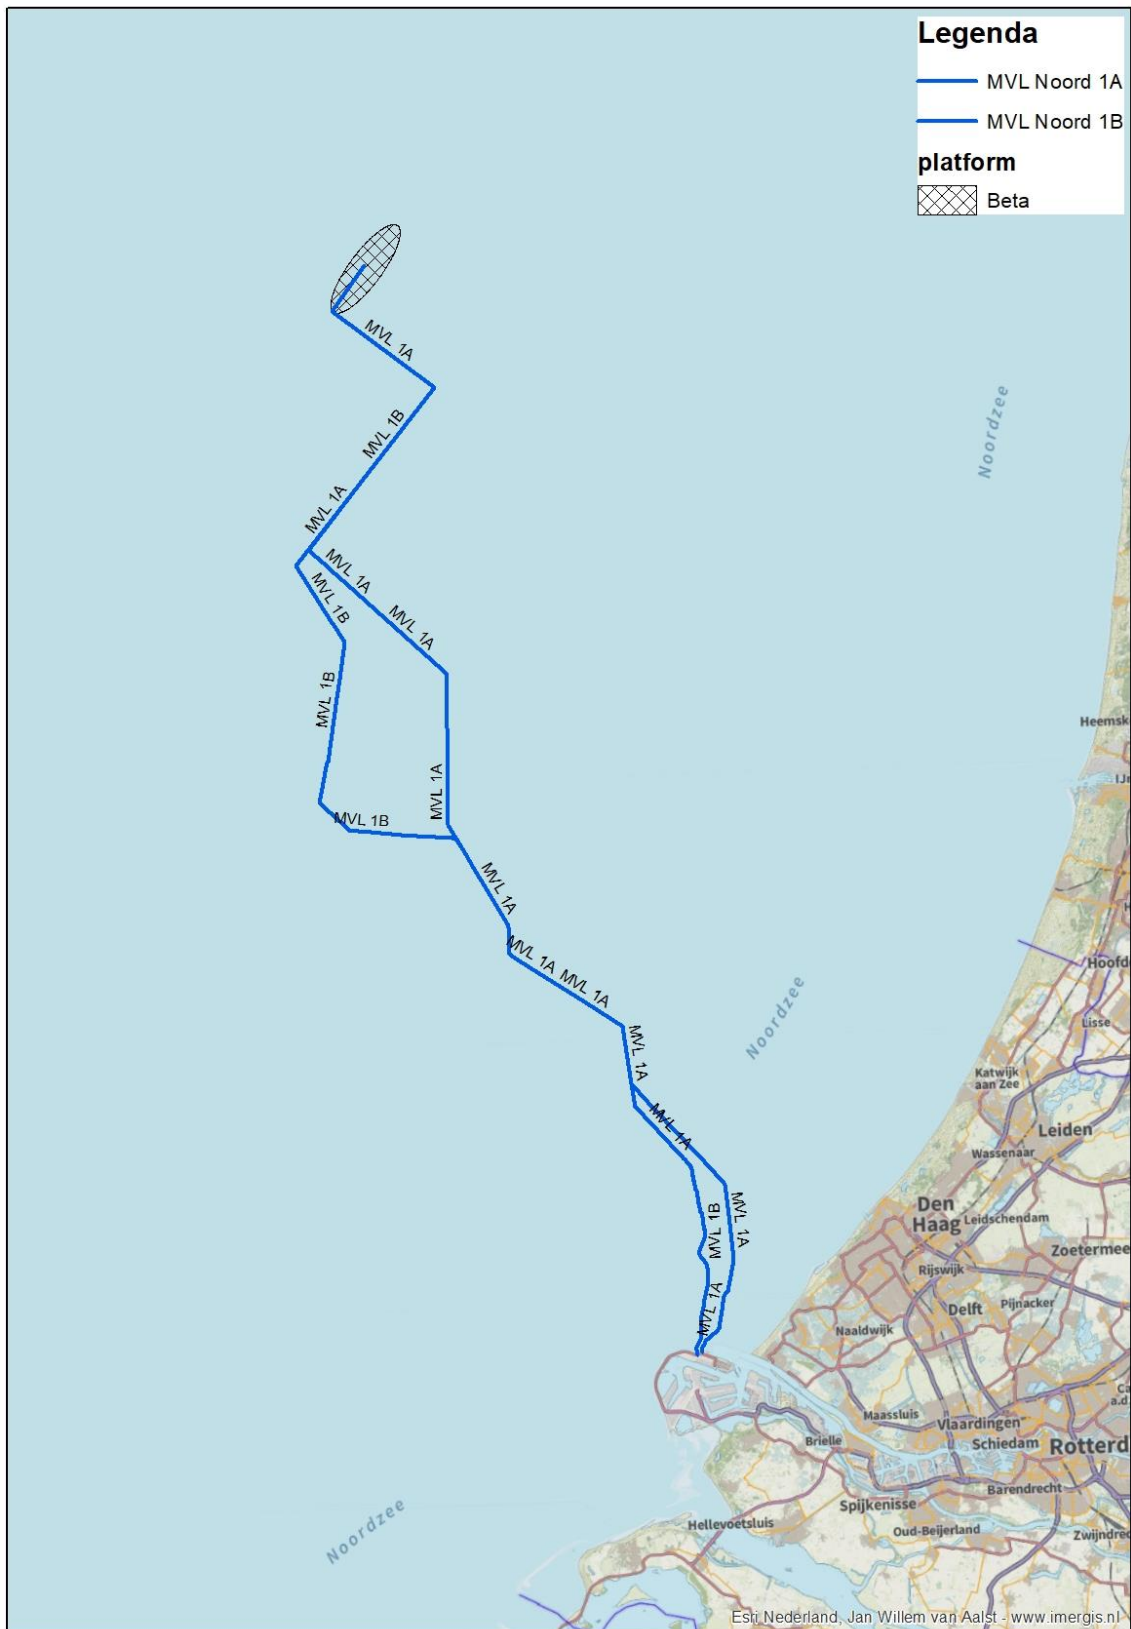 Legenda
MVL Noord 1A
MVL Noord 1B
platform
Beta
MVL 1A
Noordzee
MVL 1B
MVL 1A
MVL 1A
MVL 1B
MVL 1A
MVL 1B
Heemsk
MVL 1A
IJ
MVL 1B
MVL 1A
MVL 1A
MVL 1A
Hoofd
Noordzee
Lisse
MVL 1A
Katwijk
aan Zee
MVL 1A
Leiden
Wassenaar
MVL 1B
MVL 1A
Den
Haag
Leidschendam
Zoetermee
Rijswijk
MVL 1A
Delft
Pijnacker
Naaldwijk
Ca
a.d.
Maassluis
Vlaardingen
Schiedam
Rotterd
Brielle
Barendrecht
Spijkenisse
Hellevoetsluis
Oud-Beijerland
Zwijndrec
Noordzee
Esri Nederland, Jan Willem van Aalst - www.imergis.nl